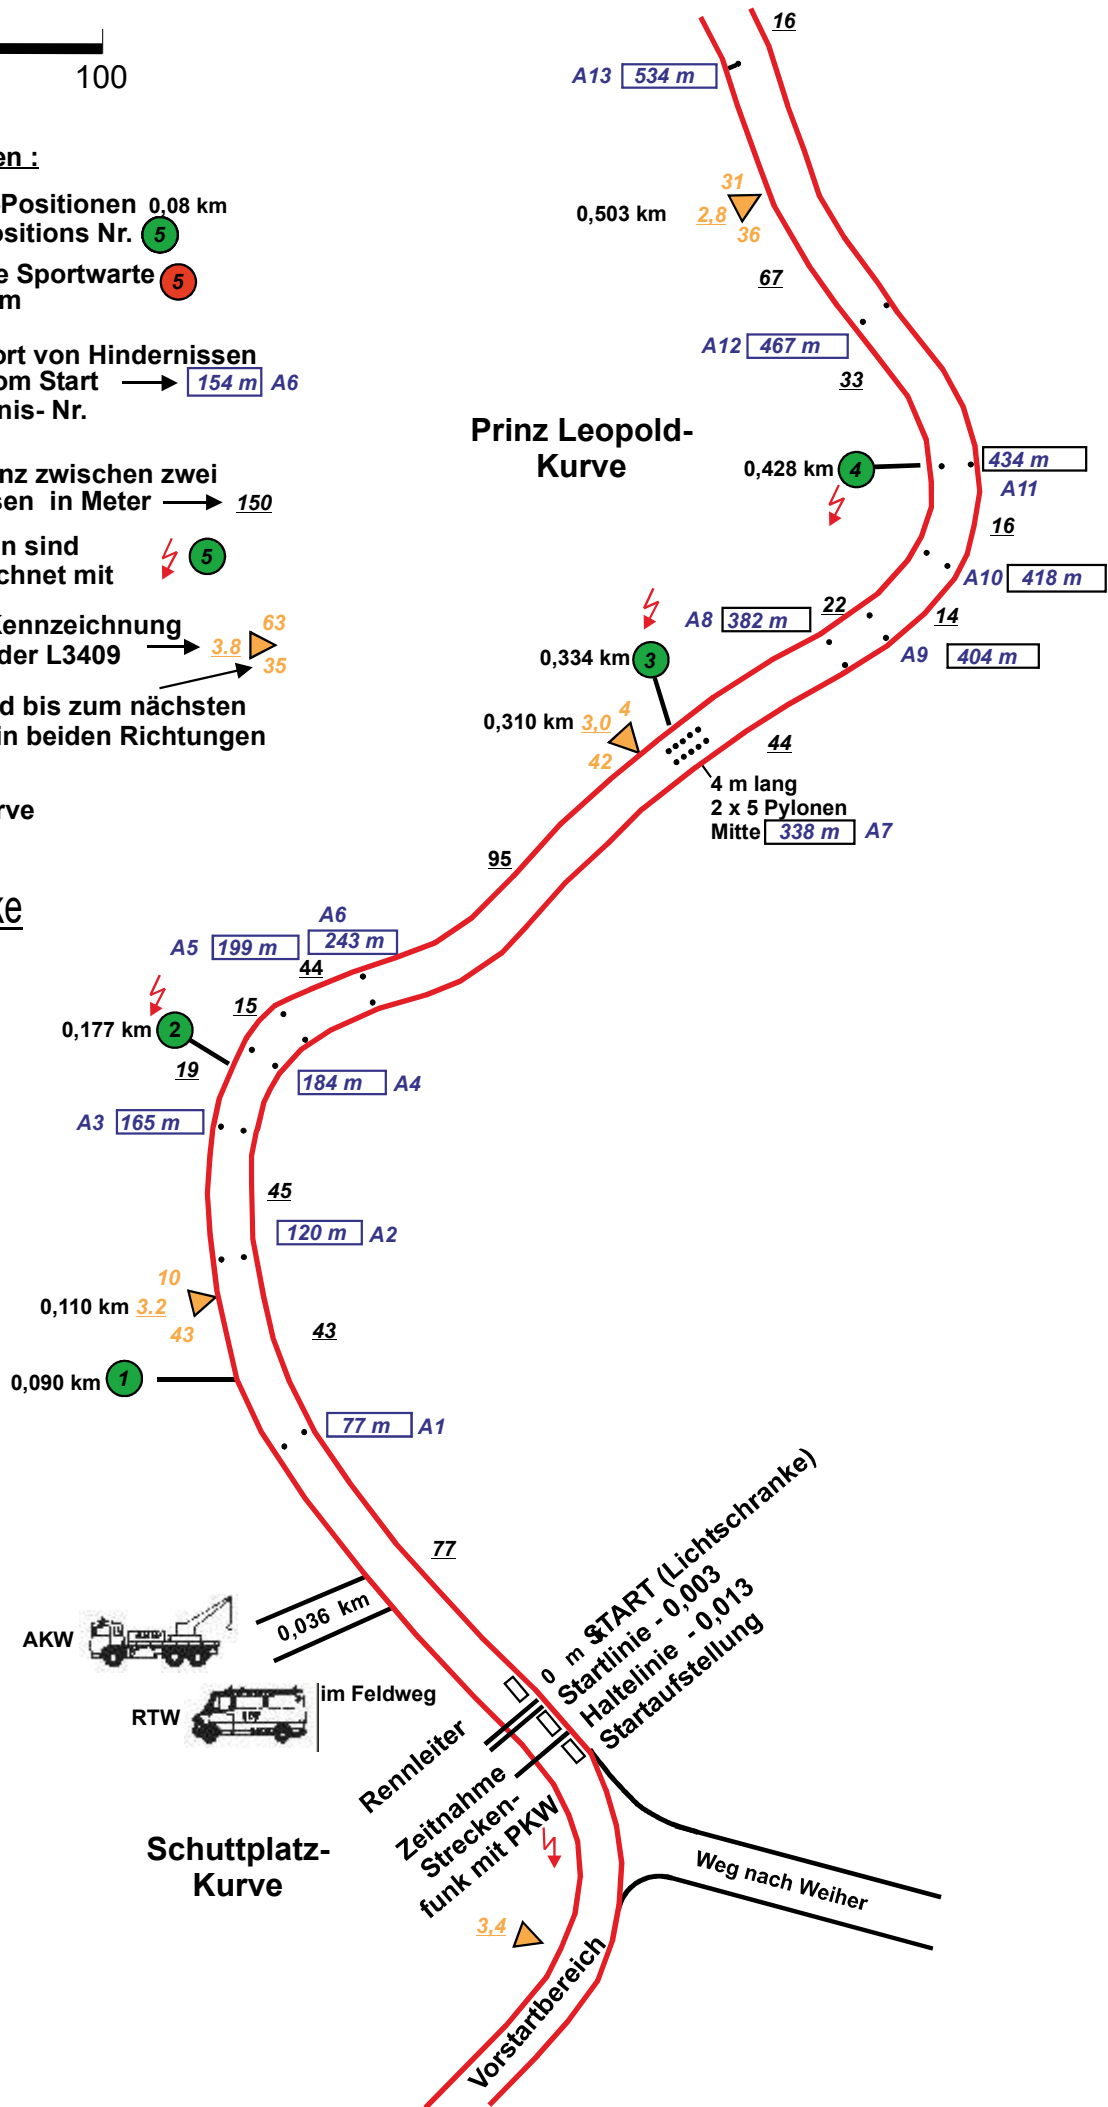 16
100
A13 534 m
en :
-Positionen 0,08 km
ositions Nr. 5
31
0,503 km 2,8
36
e Sportwarte 5
m
67
ort von Hindernissen
om Start 154 m A6
nis- Nr.
A12 467 m
33
Prinz Leopold-
Kurve
0,428 km 4
434 m
A11
nz zwischen zwei
sen in Meter 150
16
n sind
chnet mit 5
A10 418 m
A8 382 m
22
14
Kennzeichnung
der L3409 3.8
63
35
0,334 km 3
A9 404 m
d bis zum nächsten
in beiden Richtungen
0,310 km 3,0 4
42
44
4 m lang
2 x 5 Pylonen
Mitte 338 m A7
rve
95
ke
A6
A5 199 m 243 m
44
15
0,177 km 2
19
184 m A4
A3 165 m
45
120 m A2
10
0,110 km 3.2
43
43
0,090 km 1
77 m A1
77
0,036 km
AKW
RTW
im Feldweg
0 m START (Lichtschranke)
Startlinie - 0,003
Haltelinie - 0,013
Startaufstellung
Rennleiter
Zeitnahme
Strecken-
funk mit PKW
Schuttplatz-
Kurve
Weg nach Weiher
3,4
Vorstartbereich